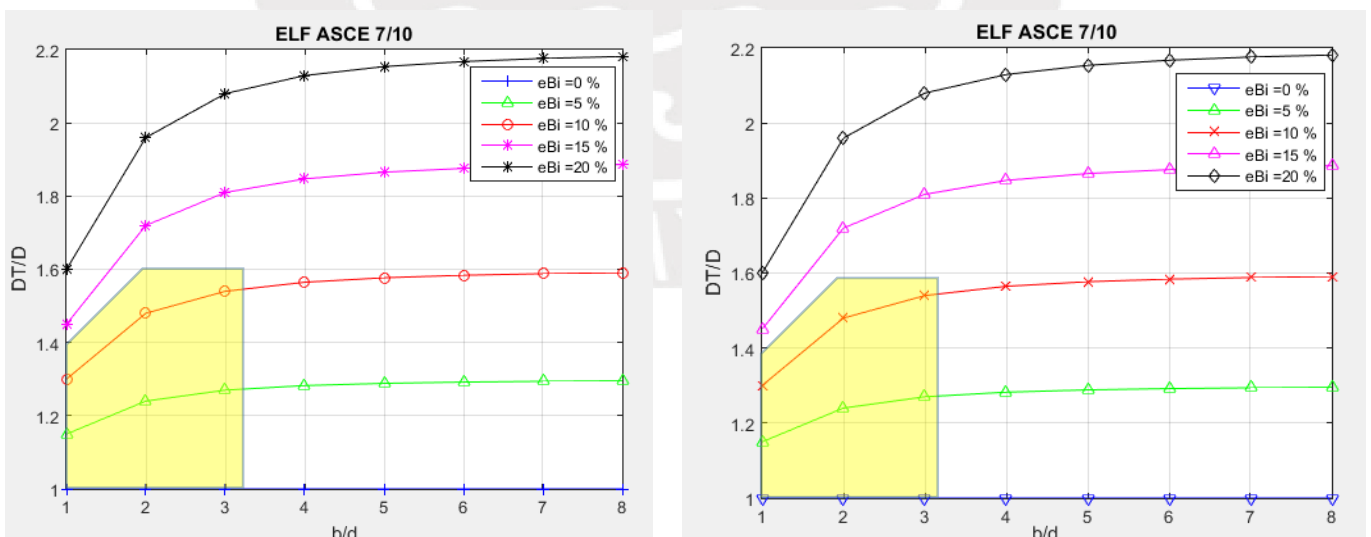 ELF ASCE 7/10
DT/D
2.2
2
1.8
1.6
1.4
1.2
1
eBi =0 %
eBi =5 %
eBi =10 %
eBi =15 %
eBi =20 %
1 2 3 4 5 6 7 8
b/d
ELF ASCE 7/10
DT/D
2.2
2
1.8
1.6
1.4
1.2
1
eBi =0 %
eBi =5 %
eBi =10 %
eBi =15 %
eBi =20 %
1 2 3 4 5 6 7 8
b/d